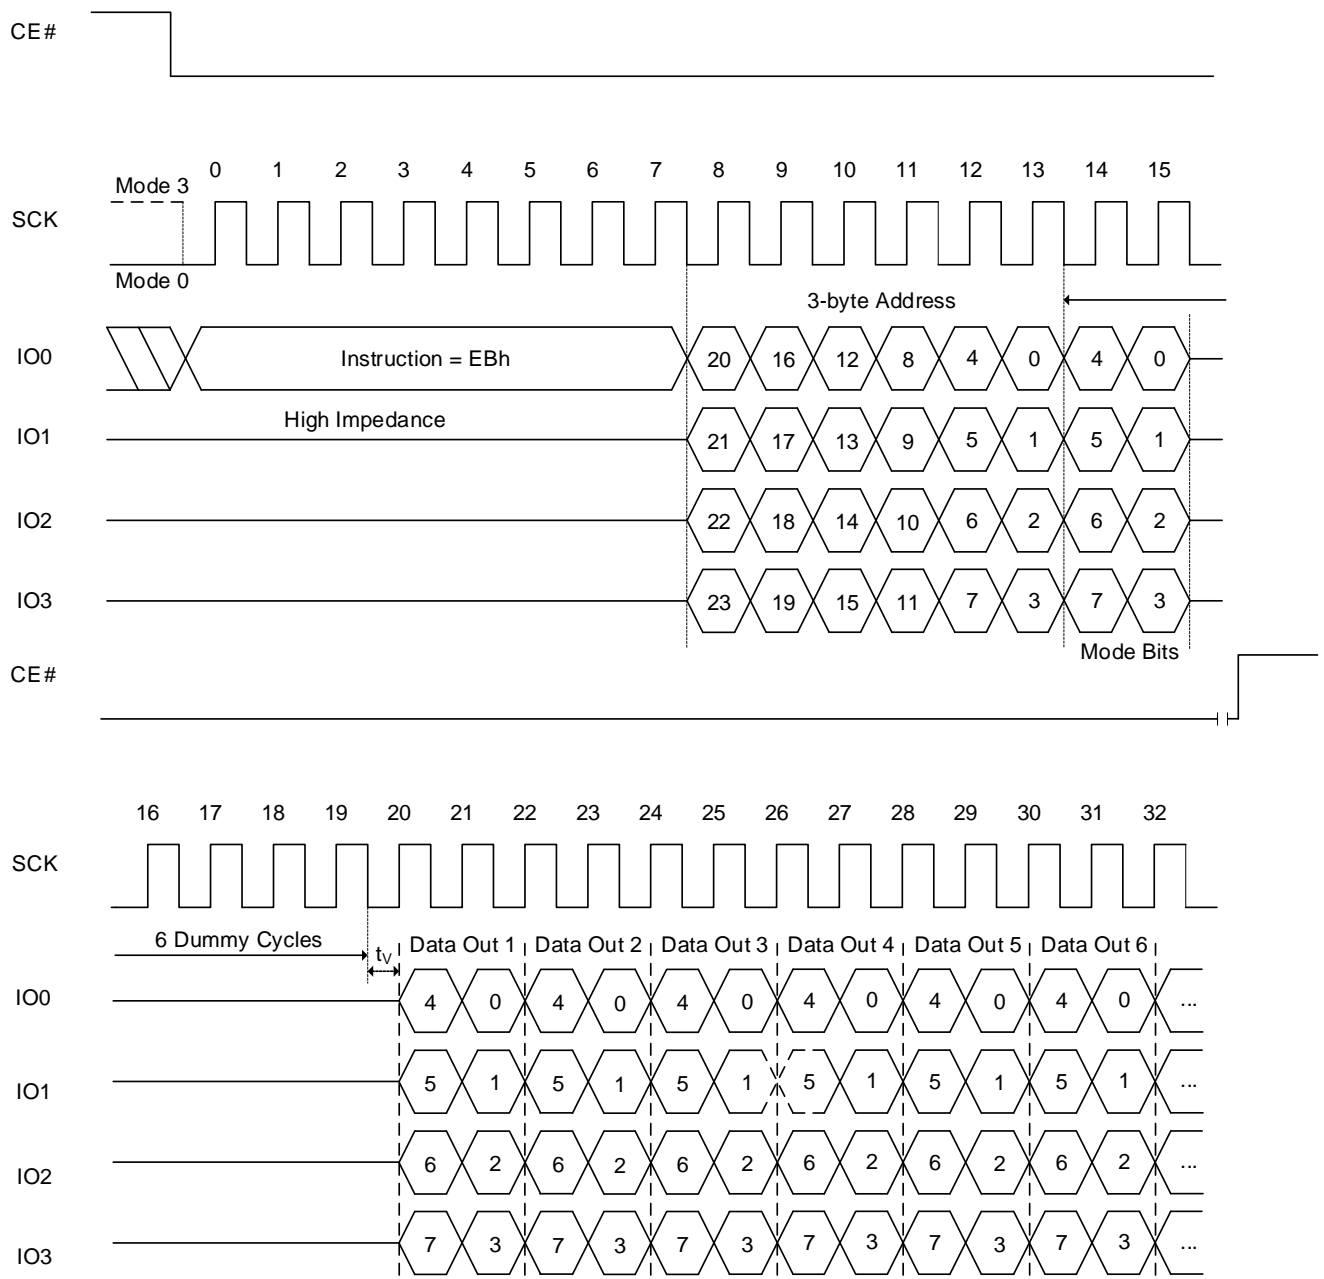 CE#
0 1 2 3 4 5 6 7 8 9 10 11 12 13 14 15
Mode 3
SCK
Mode 0
3-byte Address
IO0 Instruction = EBh 20 16 12 8 4 0 4 0
High Impedance
IO1 21 17 13 9 5 1 5 1
IO2 22 18 14 10 6 2 6 2
IO3 23 19 15 11 7 3 7 3
Mode Bits
CE#
16 17 18 19 20 21 22 23 24 25 26 27 28 29 30 31 32
SCK
6 Dummy Cycles tV Data Out 1 Data Out 2 Data Out 3 Data Out 4 Data Out 5 Data Out 6
IO0 4 0 4 0 4 0 4 0 4 0 4 0 ...
IO1 5 1 5 1 5 1 5 1 5 1 5 1 ...
IO2 6 2 6 2 6 2 6 2 6 2 6 2 ...
IO3 7 3 7 3 7 3 7 3 7 3 7 3 ...